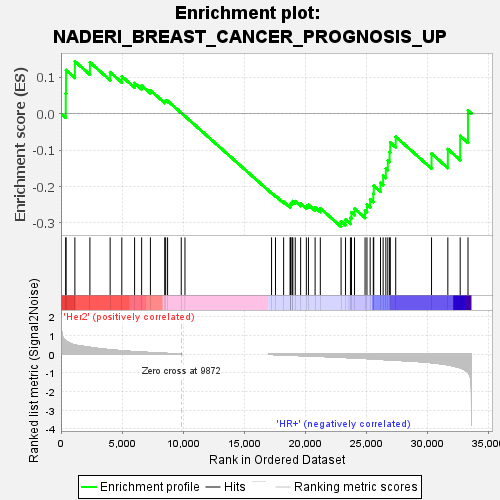 Enrichment plot:
NADERI_BREAST_CANCER_PROGNOSIS_UP
Enrichment score (ES)
0.1
0.0
-0.1
-0.2
-0.3
'Her2' (positively correlated)
Ranked list metric (Signal2Noise)
2
1
0
-1
-2
-3
-4
Zero cross at 9872
'HR+' (negatively correlated)
0
5,000
10,000
15,000
20,000
25,000
30,000
35,000
Rank in Ordered Dataset
Enrichment profile
Hits
Ranking metric scores